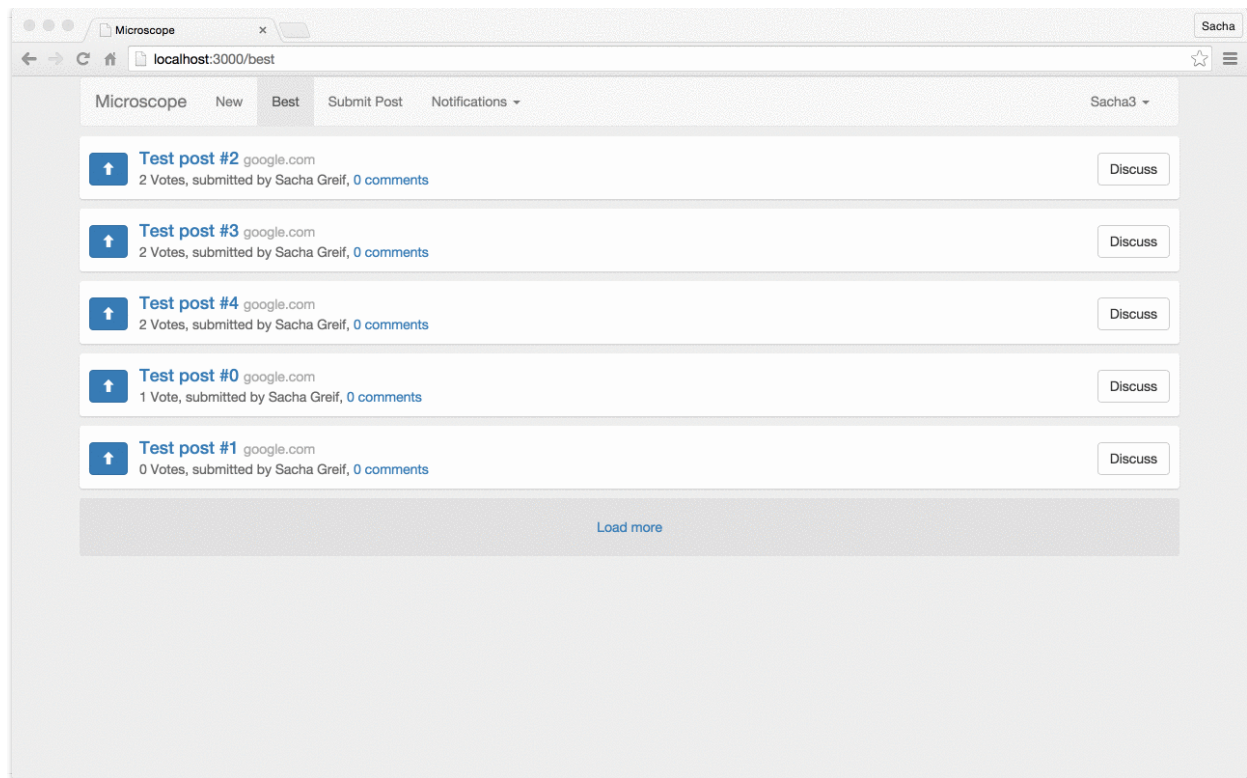 Microscope
Sacha
localhost:3000/best
Microscope New Best Submit Post Notifications Sacha3
Test post #2 google.com
2 Votes, submitted by Sacha Greif, 0 comments
Discuss
Test post #3 google.com
2 Votes, submitted by Sacha Greif, 0 comments
Discuss
Test post #4 google.com
2 Votes, submitted by Sacha Greif, 0 comments
Discuss
Test post #0 google.com
1 Vote, submitted by Sacha Greif, 0 comments
Discuss
Test post #1 google.com
0 Votes, submitted by Sacha Greif, 0 comments
Discuss
Load more